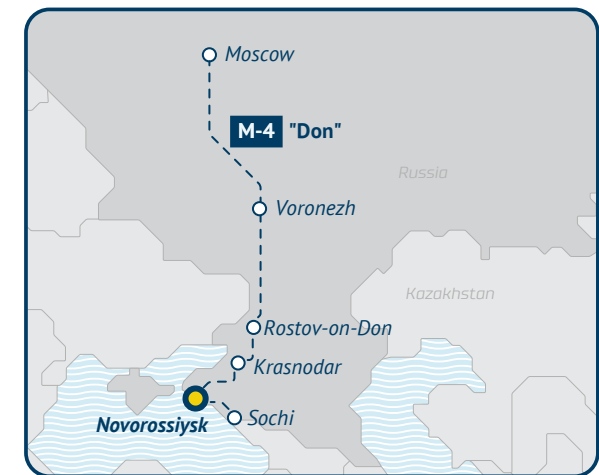 Moscow
M-4 "Don"
Russia
Voronezh
Kazakhstan
Rostov-on-Don
Krasnodar
Novorossiysk
Sochi